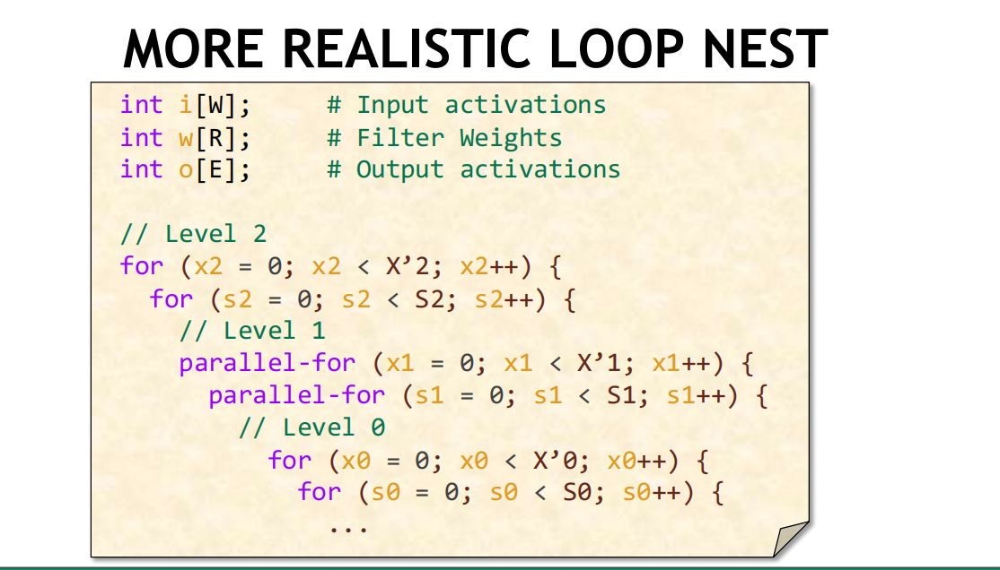 MORE REALISTIC LOOP NEST
int i[W];     # Input activations
int w[R];     # Filter Weights
int o[E];     # Output activations
// Level 2
for (x2 = 0; x2 < X’2; x2++) {
  for (s2 = 0; s2 < S2; s2++) {
    // Level 1
    parallel-for (x1 = 0; x1 < X’1; x1++) {
      parallel-for (s1 = 0; s1 < S1; s1++) {
        // Level 0
          for (x0 = 0; x0 < X’0; x0++) {
            for (s0 = 0; s0 < S0; s0++) {
              ...